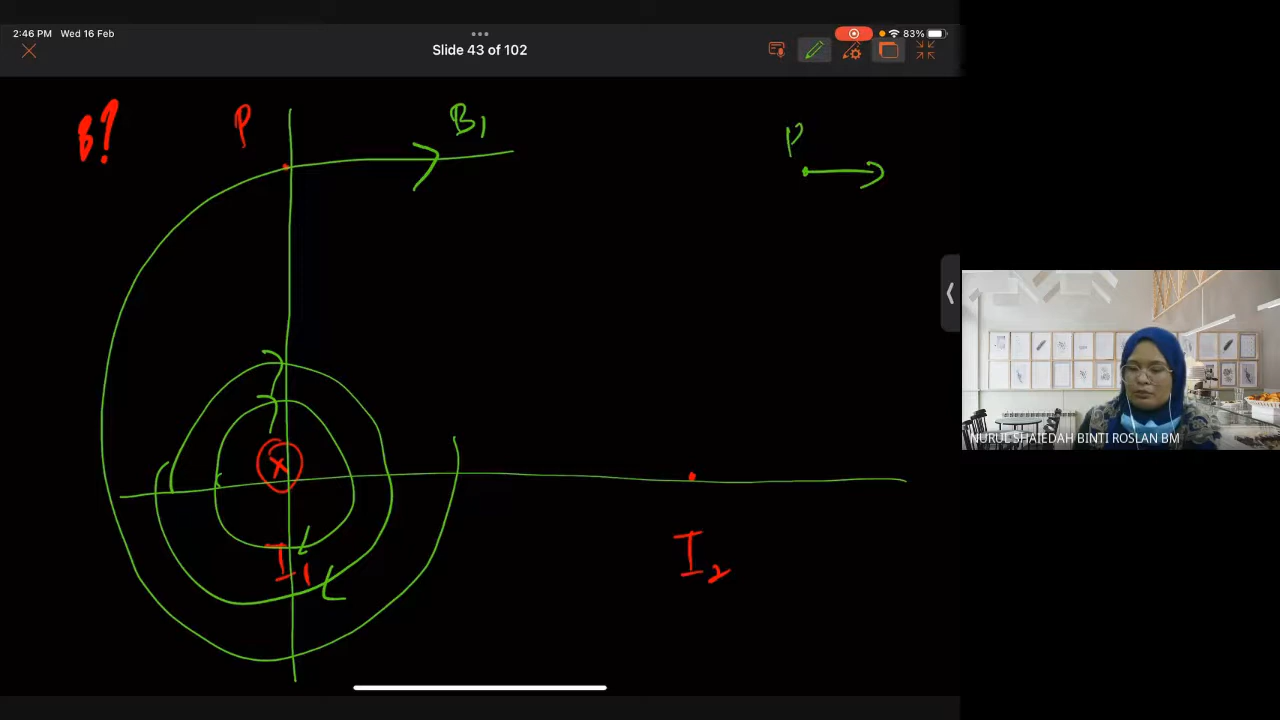 2:46 PM Wed 16 Feb
83%
Slide 43 of 102
B?
P
B1
P
x
I1
I2
NURUL SHAIEDAH BINTI ROSLAN BM